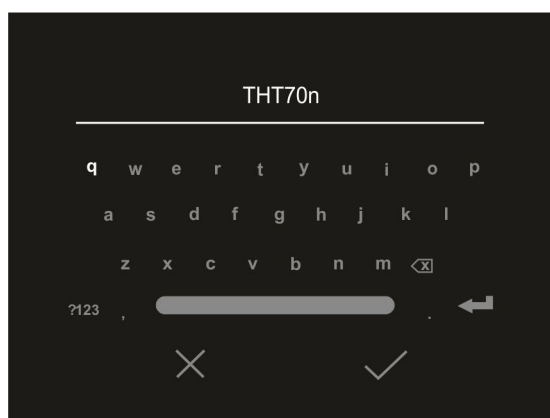 THT70n
q w e r t y u i o p
a s d f g h j k l
z x c v b n m
?123 , .